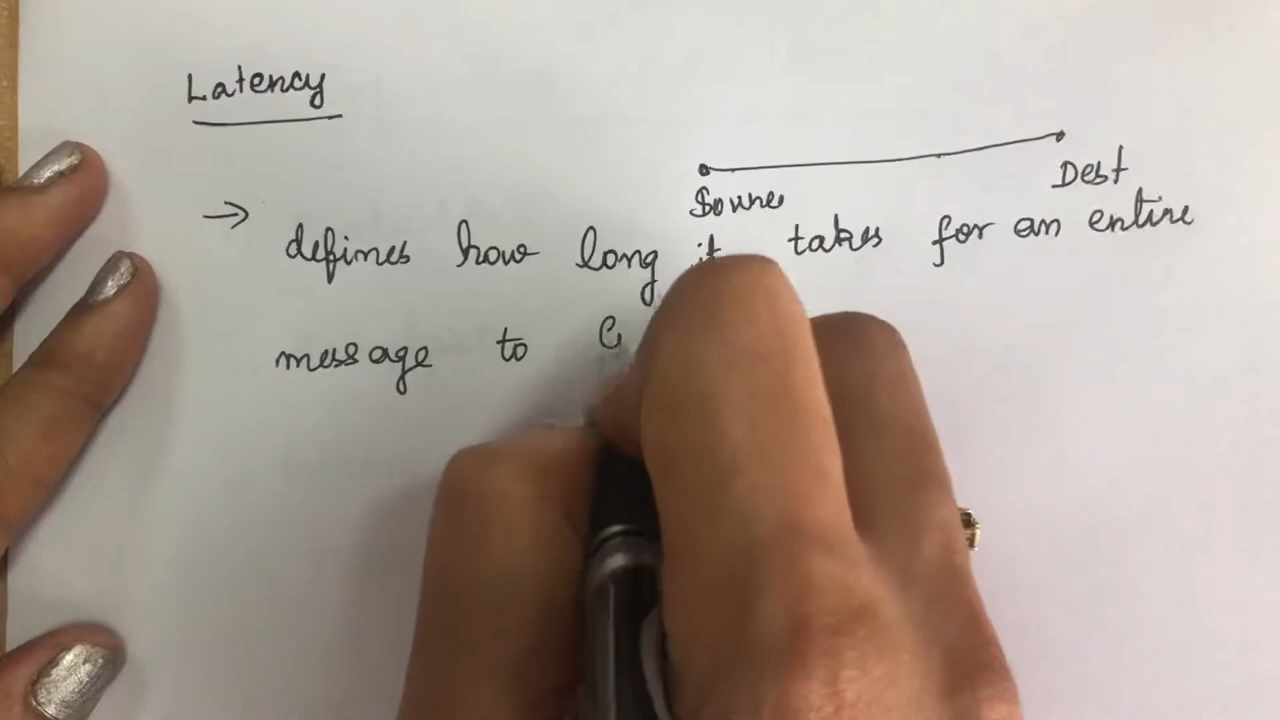 Latency
Dest
Source
→ defines how long it takes for an entire
message to C